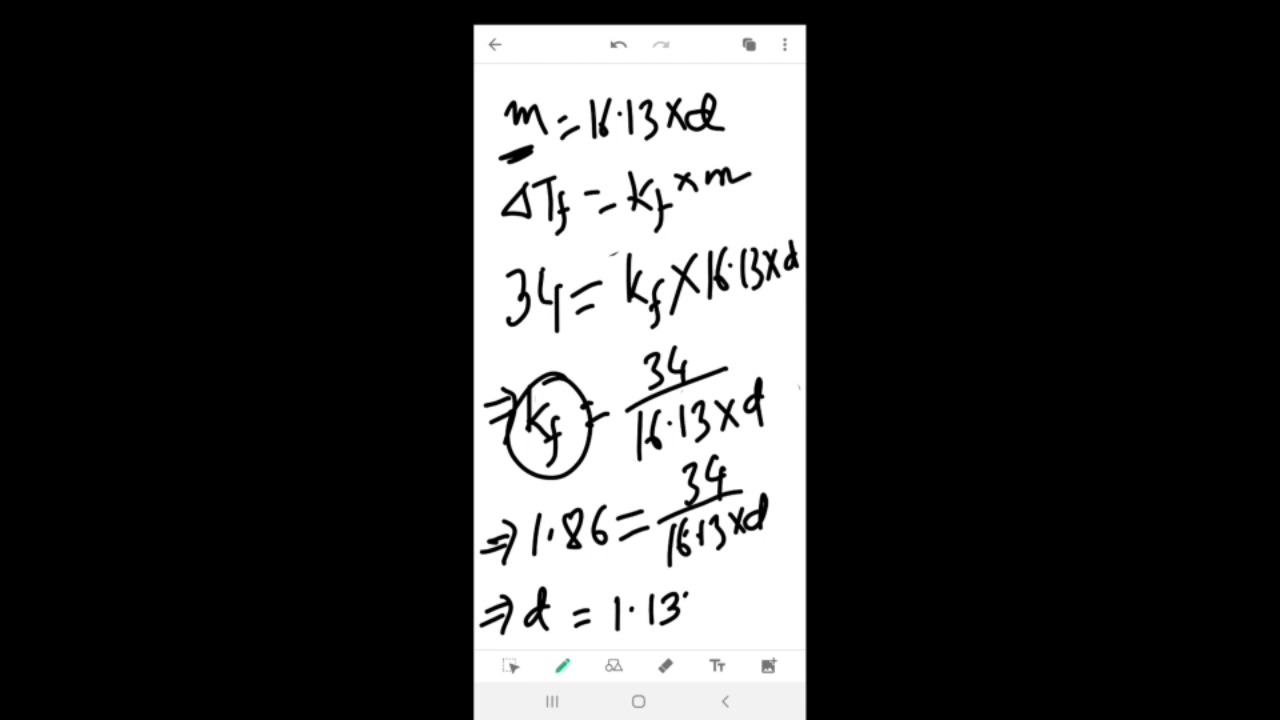 m = 16.13 × d
ΔTf = kf × m
34 = kf × 16.13 × d
⇒ kf = 34 / 16.13 × d
⇒ 1.86 = 34 / 16.13 × d
⇒ d = 1.13
Tт